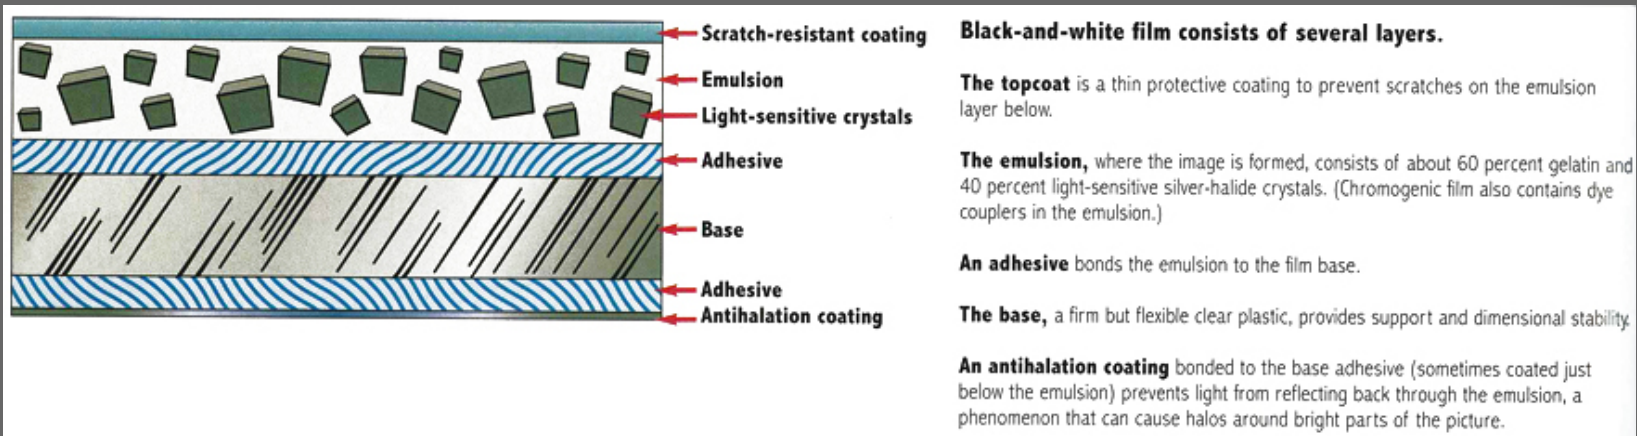 Scratch-resistant coating
Emulsion
Light-sensitive crystals
Adhesive
Base
Adhesive
Antihalation coating
Black-and-white film consists of several layers.
The topcoat is a thin protective coating to prevent scratches on the emulsion
layer below.
The emulsion, where the image is formed, consists of about 60 percent gelatin and
40 percent light-sensitive silver-halide crystals. (Chromogenic film also contains dye
couplers in the emulsion.)
An adhesive bonds the emulsion to the film base.
The base, a firm but flexible clear plastic, provides support and dimensional stability.
An antihalation coating bonded to the base adhesive (sometimes coated just
below the emulsion) prevents light from reflecting back through the emulsion, a
phenomenon that can cause halos around bright parts of the picture.